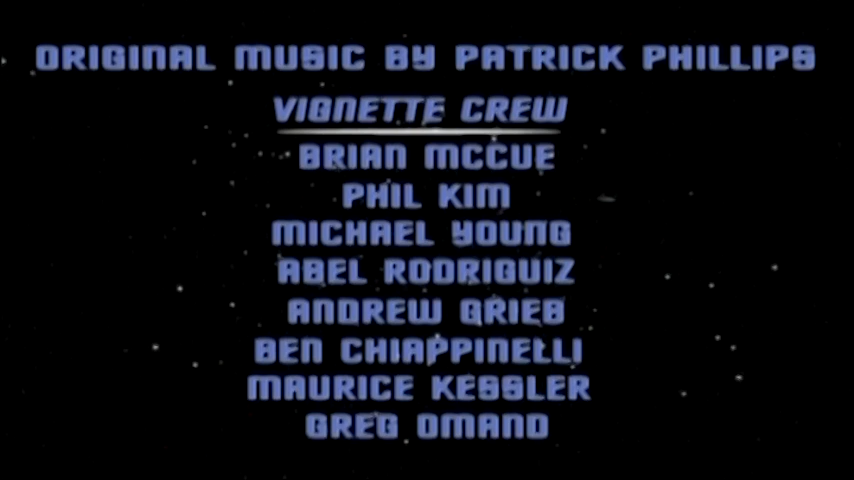 ORIGINAL MUSIC BY PATRICK PHILLIPS
VIGNETTE CREW
BRIAN MCCUE
PHIL KIM
MICHAEL YOUNG
ABEL RODRIGUIZ
ANDREW GRIEB
BEN CHIAPPINELLI
MAURICE KESSLER
GREG OMAND